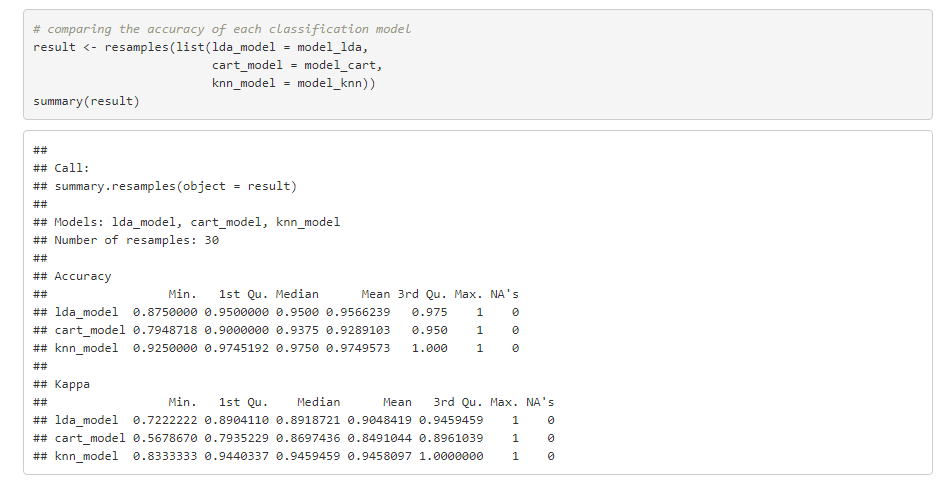 # comparing the accuracy of each classification model
result <- resamples(list(lda_model = model_lda,
                         cart_model = model_cart,
                         knn_model = model_knn))
summary(result)
##
## Call:
## summary.resamples(object = result)
##
## Models: lda_model, cart_model, knn_model
## Number of resamples: 30
##
## Accuracy
##                 Min.   1st Qu. Median      Mean 3rd Qu. Max. NA's
## lda_model  0.8750000 0.9500000 0.9500 0.9566239   0.975    1    0
## cart_model 0.7948718 0.9000000 0.9375 0.9289103   0.950    1    0
## knn_model  0.9250000 0.9745192 0.9750 0.9749573   1.000    1    0
##
## Kappa
##                 Min.   1st Qu.    Median      Mean   3rd Qu. Max. NA's
## lda_model  0.7222222 0.8904110 0.8918721 0.9048419 0.9459459    1    0
## cart_model 0.5678670 0.7935229 0.8697436 0.8491044 0.8961039    1    0
## knn_model  0.8333333 0.9440337 0.9459459 0.9458097 1.0000000    1    0